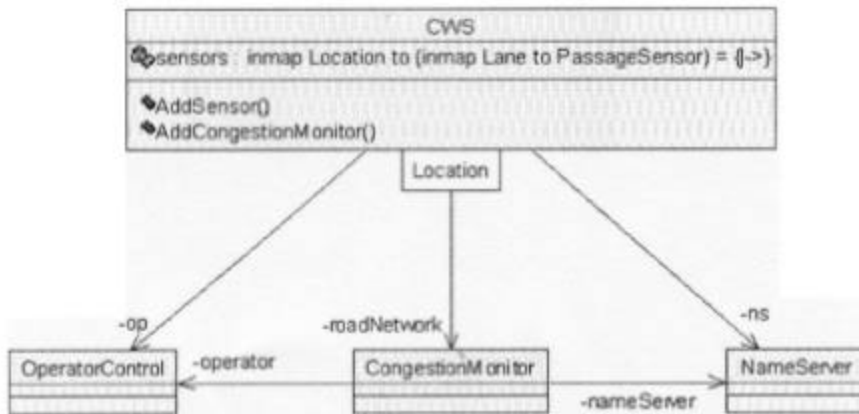 CWS
sensors : inmap Location to (inmap Lane to PassageSensor) = {|->}
AddSensor()
AddCongestionMonitor()
Location
-op
-roadNetwork
-ns
OperatorControl
-operator
CongestionMonitor
-nameServer
NameServer